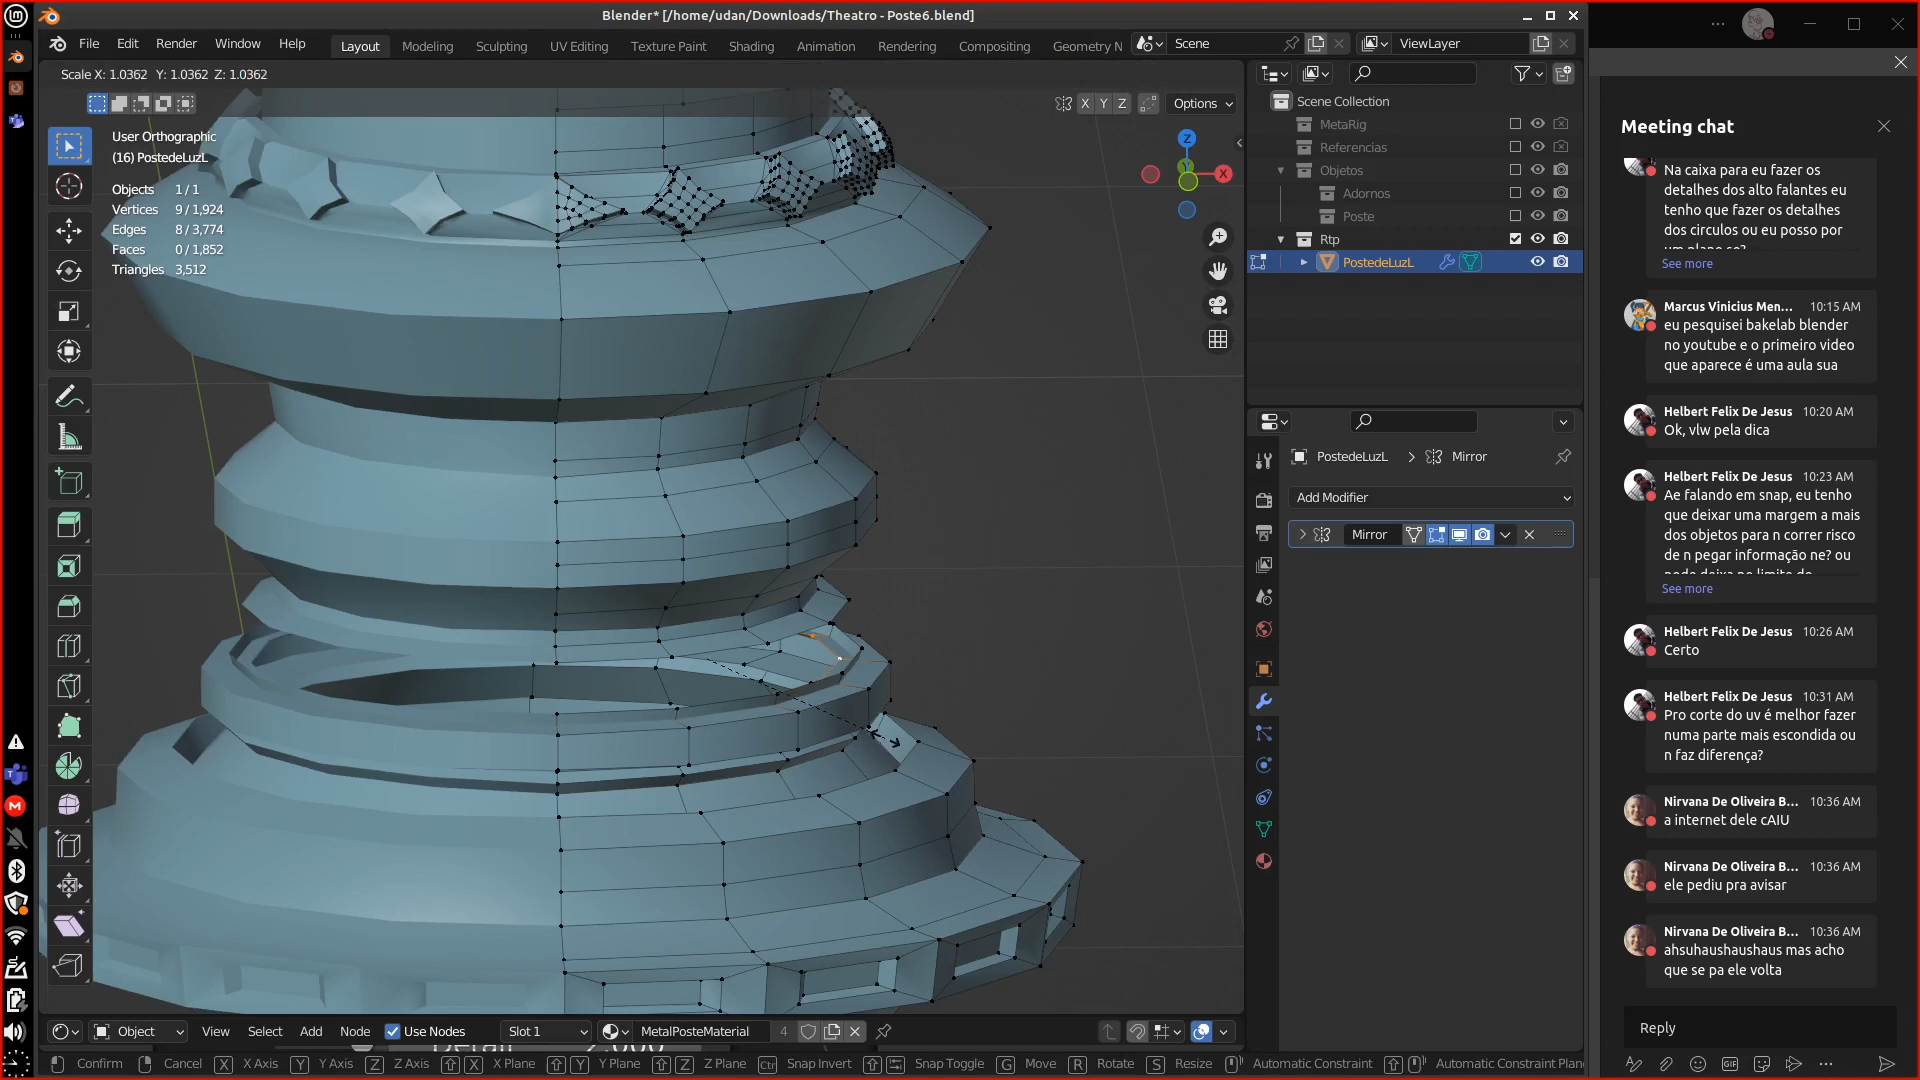 Blender* [/home/udan/Downloads/Theatro - Poste6.blend]
File Edit Render Window Help
Layout Modeling Sculpting UV Editing Texture Paint Shading Animation Rendering Compositing Geometry N
Scene
ViewLayer
Scale X: 1.0362 Y: 1.0362 Z: 1.0362
X Y Z
Options
User Orthographic
(16) PostedeLuzL
Objects 1 / 1
Vertices 9 / 1,924
Edges 8 / 3,774
Faces 0 / 1,852
Triangles 3,512
Z
Y
X
Scene Collection
MetaRig
Referencias
Objetos
Adornos
Poste
Rtp
PostedeLuzL
PostedeLuzL > Mirror
Add Modifier
Mirror
Object
View Select Add Node
Use Nodes
Slot 1
MetalPosteMaterial
4
Confirm
Cancel
X X Axis
Y Y Axis
Z Z Axis
X X Plane
Y Y Plane
Z Z Plane
Ctrl Snap Invert
Snap Toggle
G Move
R Rotate
S Resize
Automatic Constraint
Automatic Constraint Plane
Meeting chat
Na caixa para eu fazer os
detalhes dos alto falantes eu
tenho que fazer os detalhes
dos circulos ou eu posso por
um plano so?
See more
Marcus Vinicius Men... 10:15 AM
eu pesquisei bakelab blender
no youtube e o primeiro video
que aparece é uma aula sua
Helbert Felix De Jesus 10:20 AM
Ok, vlw pela dica
Helbert Felix De Jesus 10:23 AM
Ae falando em snap, eu tenho
que deixar uma margem a mais
dos objetos para n correr risco
de n pegar informação ne? ou
pode deixa no limite do
See more
Helbert Felix De Jesus 10:26 AM
Certo
Helbert Felix De Jesus 10:31 AM
Pro corte do uv é melhor fazer
numa parte mais escondida ou
n faz diferença?
Nirvana De Oliveira B... 10:36 AM
a internet dele cAIU
Nirvana De Oliveira B... 10:36 AM
ele pediu pra avisar
Nirvana De Oliveira B... 10:36 AM
ahsuhaushaushaus mas acho
que se pa ele volta
Reply
GIF